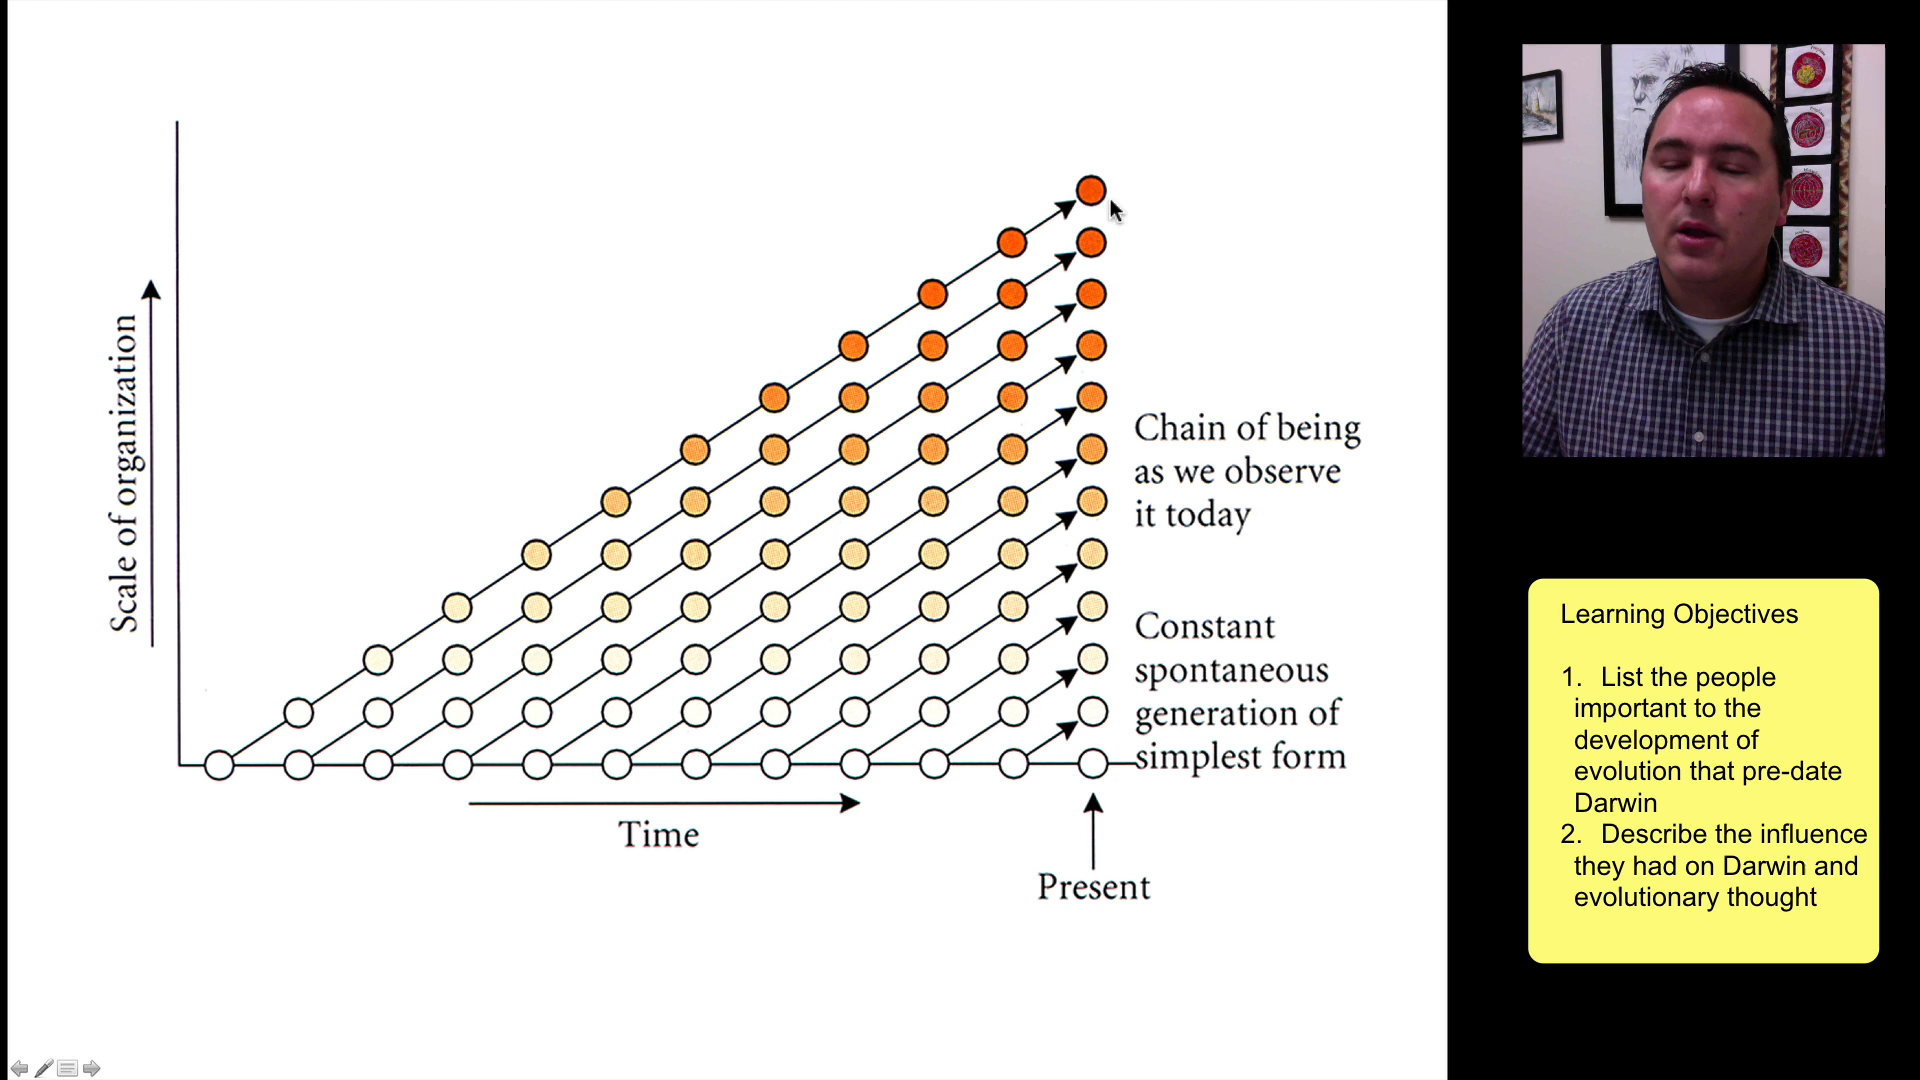 Scale of organization
Chain of being
as we observe
it today
Constant
spontaneous
generation of
simplest form
Time
Present
Learning Objectives
1. List the people
important to the
development of
evolution that pre-date
Darwin
2. Describe the influence
they had on Darwin and
evolutionary thought